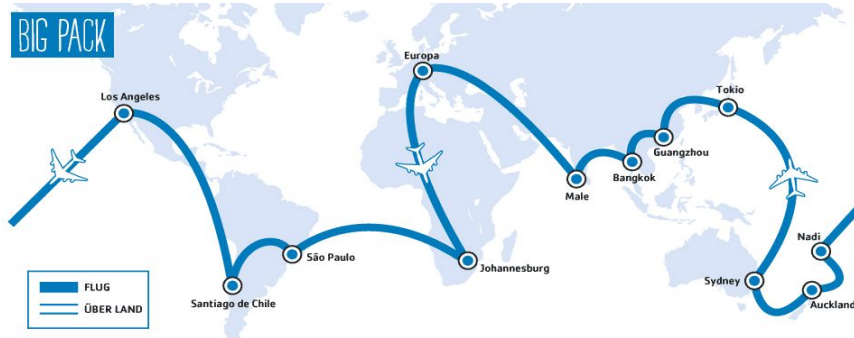 BIG PACK
Europa
Tokio
Los Angeles
Guangzhou
Bangkok
Male
Nadi
São Paulo
Johannesburg
Sydney
Santiago de Chile
Auckland
FLUG
ÜBER LAND